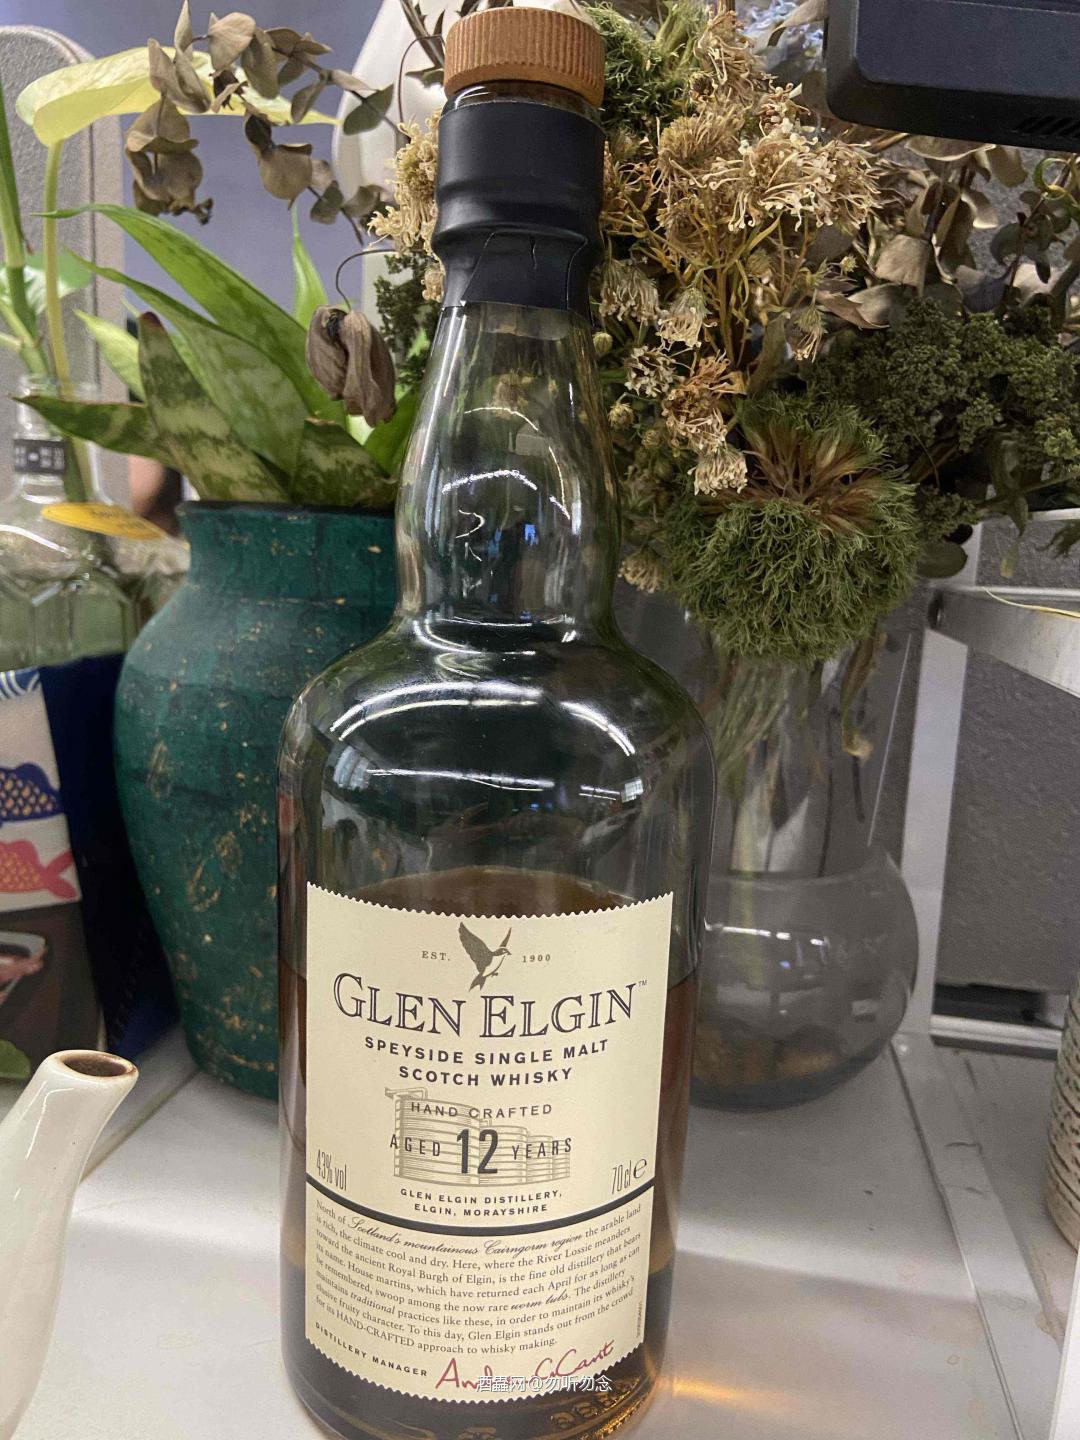 EST. 1900
GLEN ELGIN™
SPEYSIDE SINGLE MALT
SCOTCH WHISKY
HAND CRAFTED
AGED 12 YEARS
43% vol
70cl e
GLEN ELGIN DISTILLERY,
ELGIN, MORAYSHIRE
North of Scotland's mountainous Cairngorm region the arable land
is rich, the climate cool and dry. Here, where the River Lossie meanders
toward the ancient Royal Burgh of Elgin, is the fine old distillery that bears
its name. House martins, which have returned each April for as long as can
be remembered, swoop among the now rare worm tubs. The distillery
maintains traditional practices like these, in order to maintain its whisky's
elusive fruity character. To this day, Glen Elgin stands out from the crowd
for its HAND-CRAFTED approach to whisky making.
DISTILLERY MANAGER
酒蠹网@勿听勿念